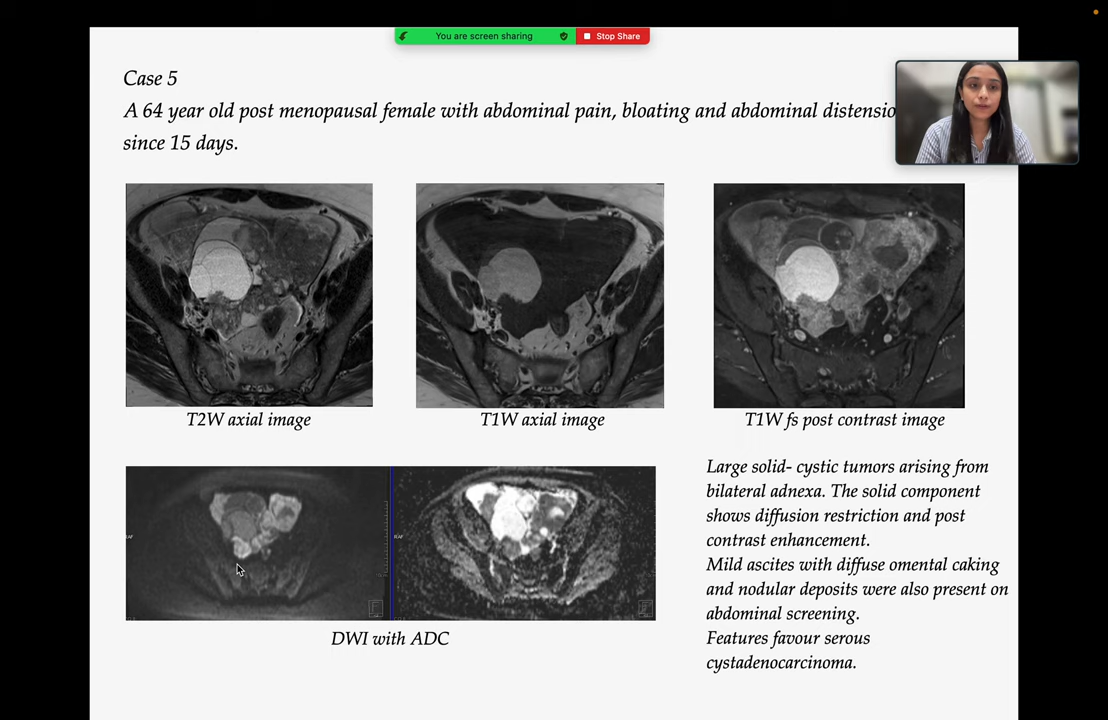 You are screen sharing
Stop Share
Case 5
A 64 year old post menopausal female with abdominal pain, bloating and abdominal distensio
since 15 days.
T2W axial image
T1W axial image
T1W fs post contrast image
DWI with ADC
Large solid- cystic tumors arising from
bilateral adnexa. The solid component
shows diffusion restriction and post
contrast enhancement.
Mild ascites with diffuse omental caking
and nodular deposits were also present on
abdominal screening.
Features favour serous
cystadenocarcinoma.